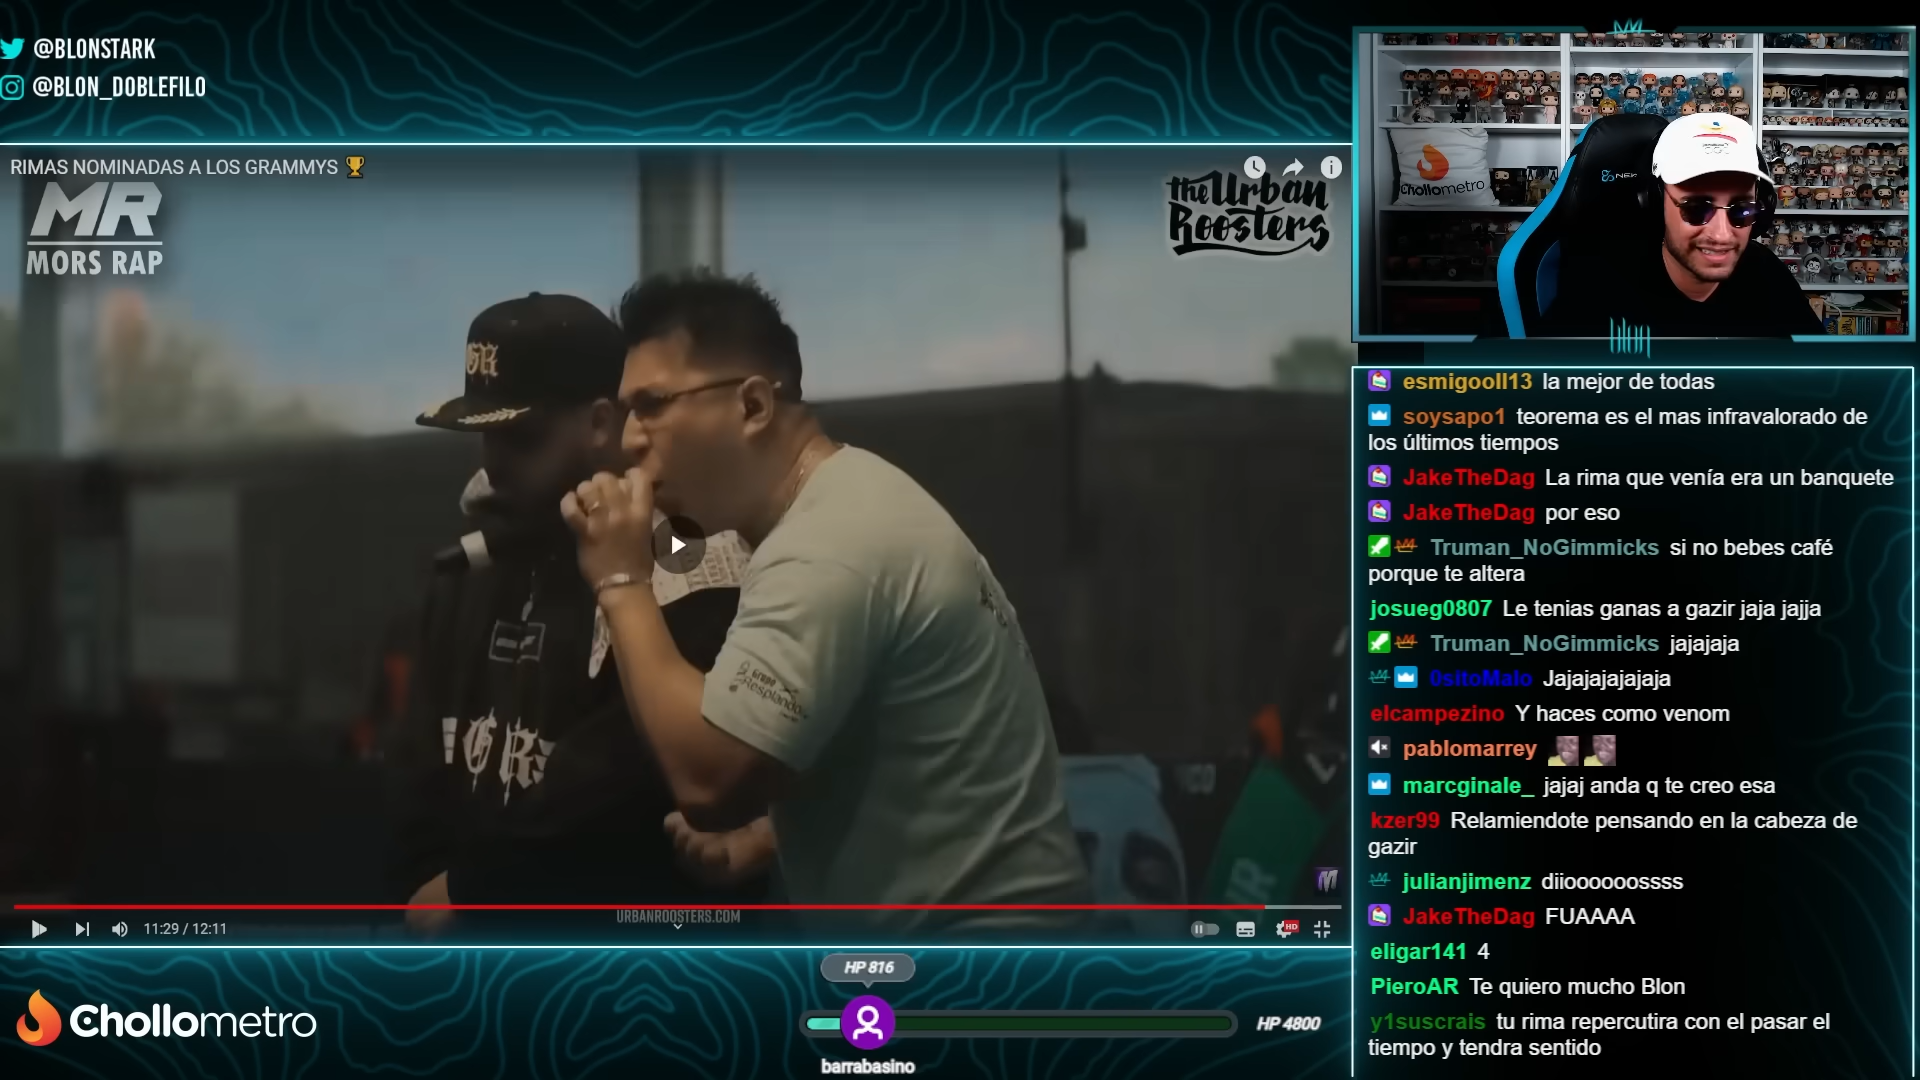 @BLONSTARK
@BLON_DOBLEFILO
RIMAS NOMINADAS A LOS GRAMMYS 🏆
MR
MORS RAP
the Urban
Roosters
Chollometro
GRUPO
Resplandor
URBANROOSTERS.COM
11:29 / 12:11
HD
HP 816
Chollometro
HP 4800
barrabasino
blon
esmigooll13 la mejor de todas
soysapo1 teorema es el mas infravalorado de
los últimos tiempos
JakeTheDag La rima que venía era un banquete
JakeTheDag por eso
Truman_NoGimmicks si no bebes café
porque te altera
josueg0807 Le tenias ganas a gazir jaja jajja
Truman_NoGimmicks jajajaja
0sitoMalo Jajajajajajaja
elcampezino Y haces como venom
pablomarrey
marcginale_ jajaj anda q te creo esa
kzer99 Relamiendote pensando en la cabeza de
gazir
julianjimenz diioooooossss
JakeTheDag FUAAAA
eligar141 4
PieroAR Te quiero mucho Blon
y1suscrais tu rima repercutira con el pasar el
tiempo y tendra sentido